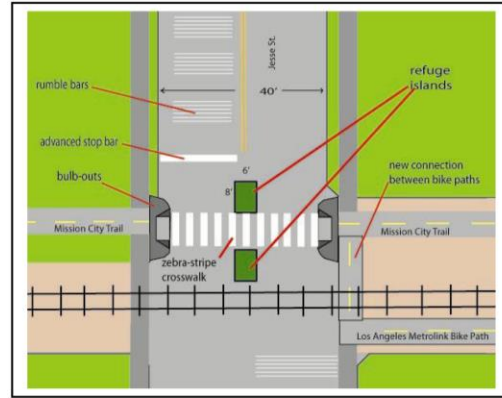 Jesse St.
refuge
islands
rumble bars
40'
advanced stop bar
6'
new connection
between bike paths
bulb-outs
8'
Mission City Trail
Mission City Trail
zebra-stripe
crosswalk
Los Angeles Metrolink Bike Path